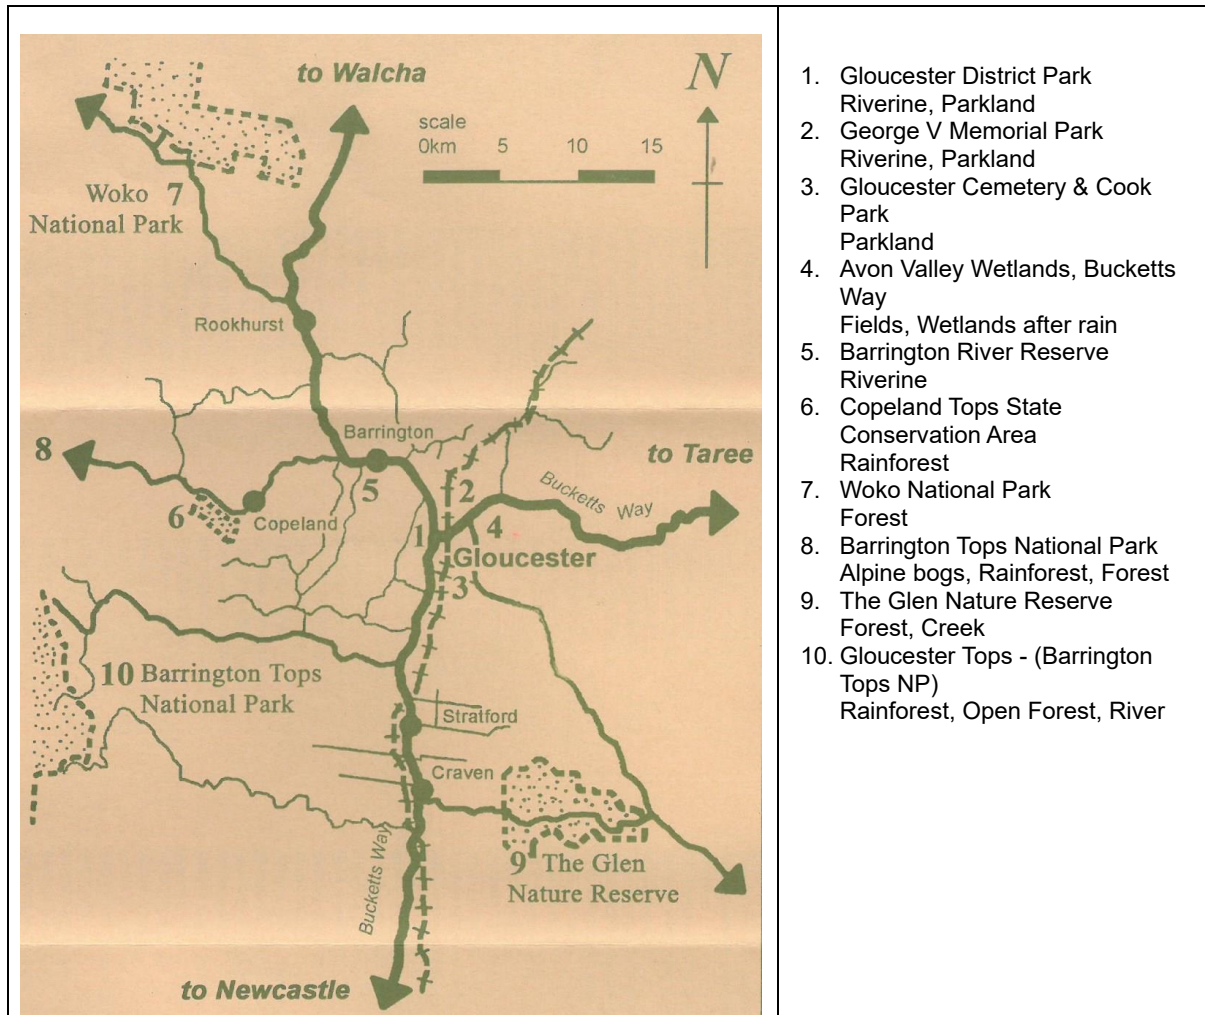 to Walcha
N
scale
0km 5 10 15
Woko 7
National Park
Rookhurst
Barrington
8
to Taree
5
2
Bucketts Way
6
Copeland
1
4
Gloucester
3
10 Barrington Tops
National Park
Stratford
Craven
Bucketts Way
9 The Glen
Nature Reserve
to Newcastle
1. Gloucester District Park
Riverine, Parkland
2. George V Memorial Park
Riverine, Parkland
3. Gloucester Cemetery & Cook
Park
Parkland
4. Avon Valley Wetlands, Bucketts
Way
Fields, Wetlands after rain
5. Barrington River Reserve
Riverine
6. Copeland Tops State
Conservation Area
Rainforest
7. Woko National Park
Forest
8. Barrington Tops National Park
Alpine bogs, Rainforest, Forest
9. The Glen Nature Reserve
Forest, Creek
10. Gloucester Tops - (Barrington
Tops NP)
Rainforest, Open Forest, River